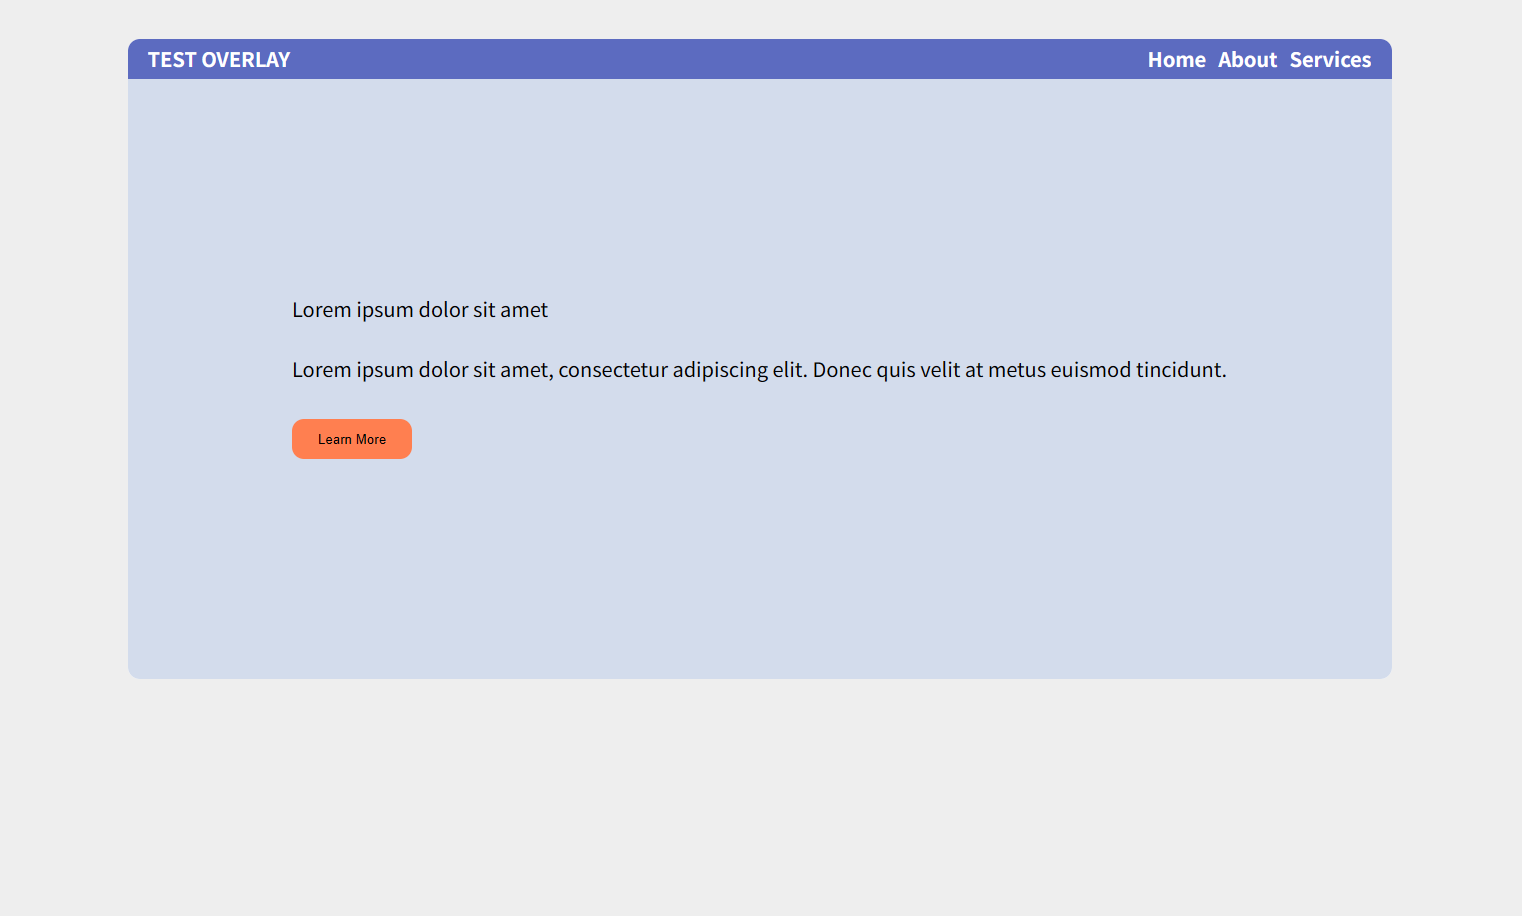 TEST OVERLAY Home About Services
Lorem ipsum dolor sit amet
Lorem ipsum dolor sit amet, consectetur adipiscing elit. Donec quis velit at metus euismod tincidunt.
Learn More